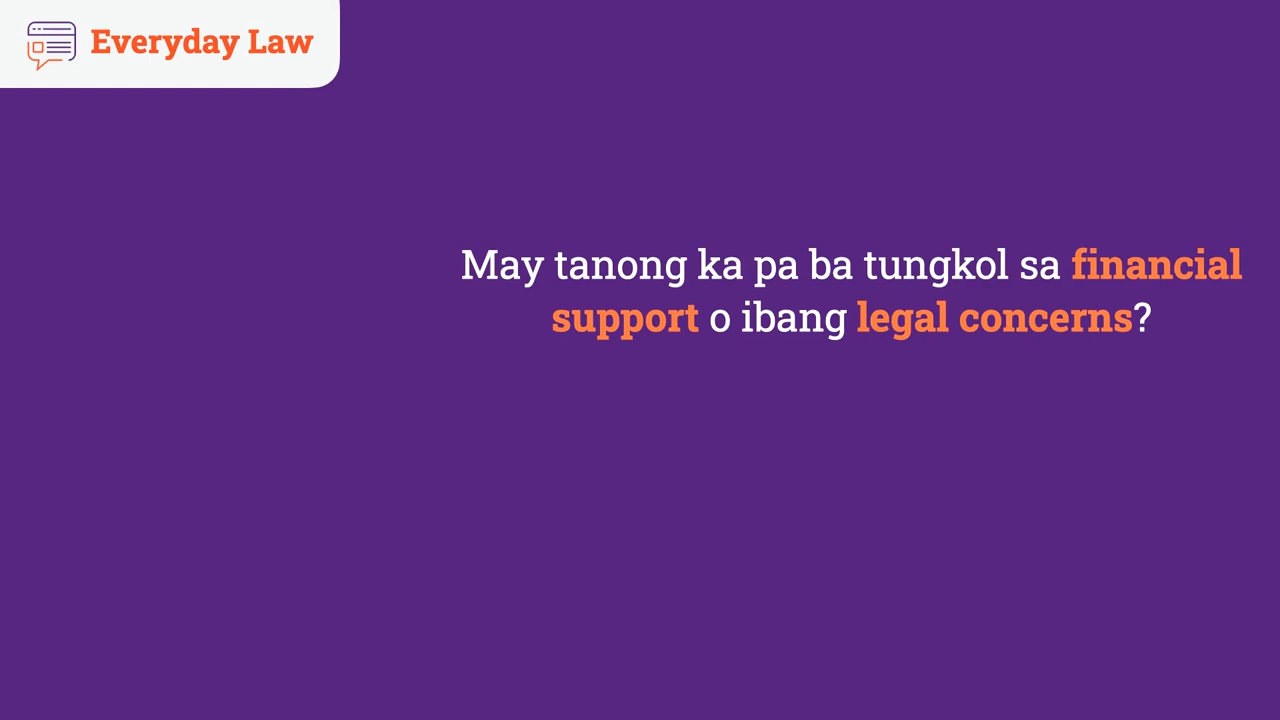 Everyday Law
May tanong ka pa ba tungkol sa financial
support o ibang legal concerns?